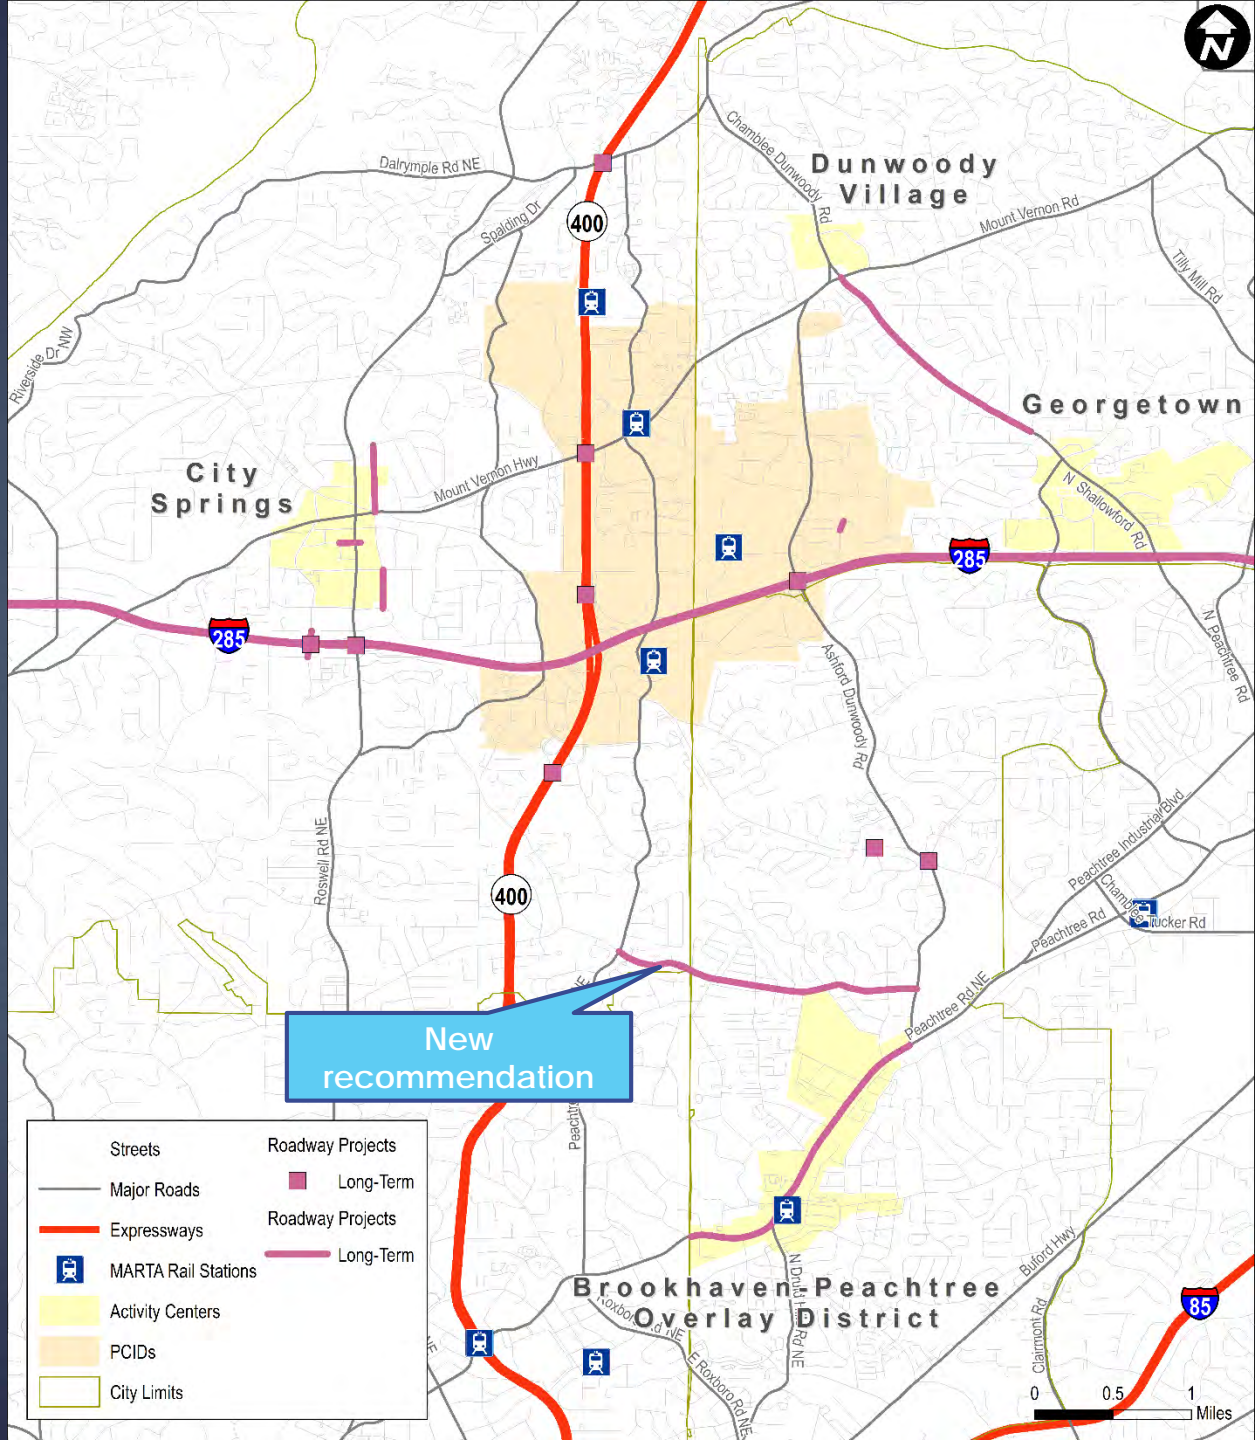 N
Chamblee Dunwoody Rd
Dunwoody
Village
Dalrymple Rd NE
Spalding Dr
400
Mount Vernon Rd
Tilly Mill Rd
Riverside Dr NW
Georgetown
City
Springs
Mount Vernon Hwy
N Shallowford Rd
285
285
N Peachtree Rd
Ashford Dunwoody Rd
Roswell Rd NE
Peachtree Industrial Blvd
400
Chamblee Tucker Rd
Peachtree Rd
Peachtree Rd NE
New
recommendation
Buford Hwy
N Druid Hills Rd NE
Brookhaven-Peachtree
Overlay District
Roxboro Rd NE
E Roxboro Rd NE
Clairmont Rd
85
NE
Streets
Major Roads
Expressways
MARTA Rail Stations
Activity Centers
PCIDs
City Limits
Roadway Projects
Long-Term
Roadway Projects
Long-Term
0 0.5 1
Miles